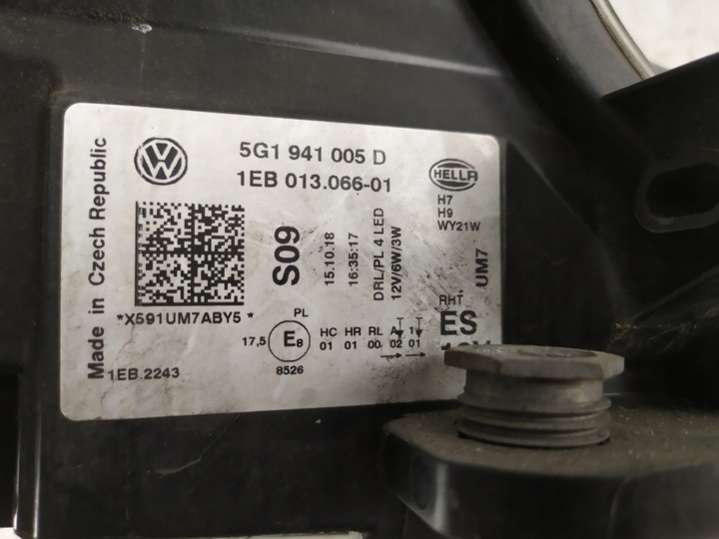 Made in Czech Republic
VW
5G1 941 005 D
1EB 013.066-01
HELLA
H7
H9
WY21W
S09
15.10.18
16:35:17
DRL/PL 4 LED
12V/6W/3W
UM7
*X591UM7ABY5*
RHT
ES
PL
17,5
E8
8526
HC HR RL A 1
01 01 00 02 01
1EB.2243